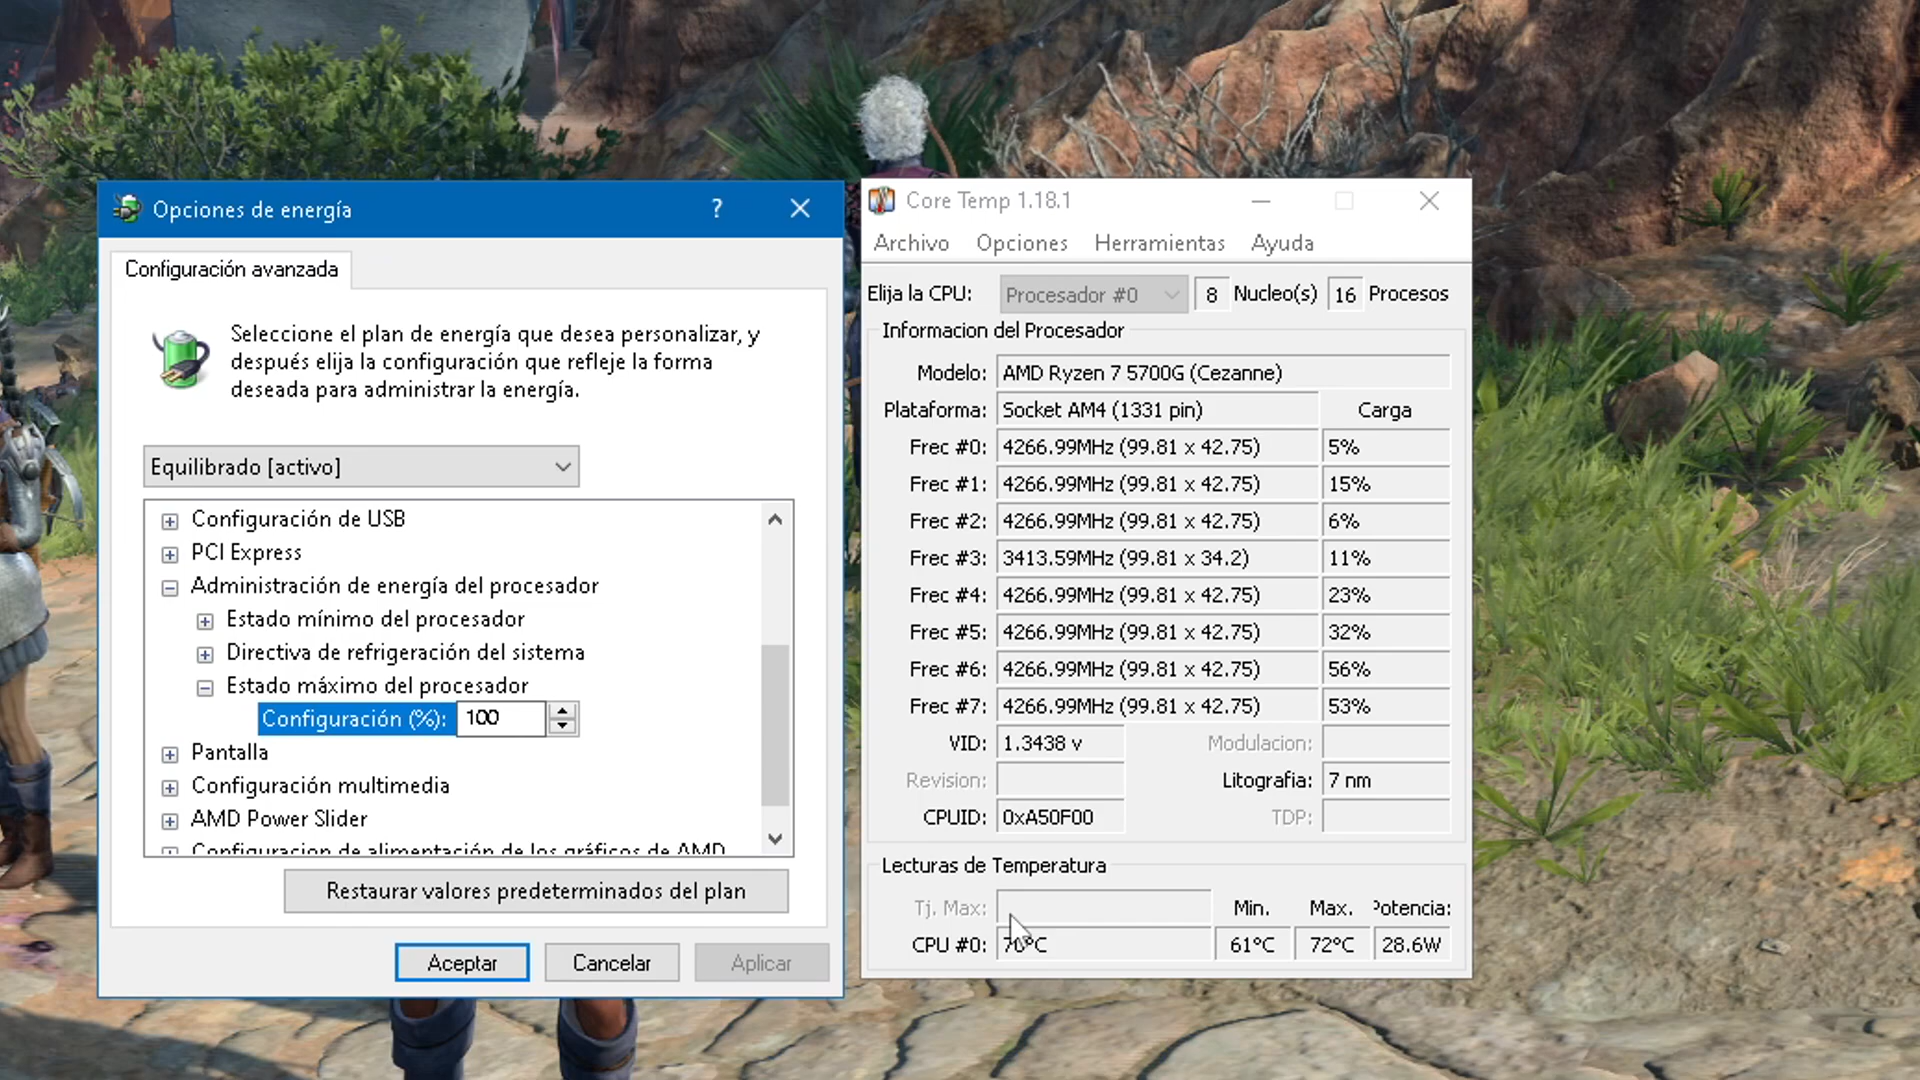 Opciones de energía
?
Configuración avanzada
Seleccione el plan de energía que desea personalizar, y
después elija la configuración que refleje la forma
deseada para administrar la energía.
Equilibrado [activo]
Configuración de USB
PCI Express
Administración de energía del procesador
Estado mínimo del procesador
Directiva de refrigeración del sistema
Estado máximo del procesador
Configuración (%): 100
Pantalla
Configuración multimedia
AMD Power Slider
Configuracion de alimentación de los gráficos de AMD
Restaurar valores predeterminados del plan
Aceptar Cancelar Aplicar
Core Temp 1.18.1
Archivo Opciones Herramientas Ayuda
Elija la CPU: Procesador #0 8 Nucleo(s) 16 Procesos
Informacion del Procesador
Modelo: AMD Ryzen 7 5700G (Cezanne)
Plataforma: Socket AM4 (1331 pin) Carga
Frec #0: 4266.99MHz (99.81 x 42.75) 5%
Frec #1: 4266.99MHz (99.81 x 42.75) 15%
Frec #2: 4266.99MHz (99.81 x 42.75) 6%
Frec #3: 3413.59MHz (99.81 x 34.2) 11%
Frec #4: 4266.99MHz (99.81 x 42.75) 23%
Frec #5: 4266.99MHz (99.81 x 42.75) 32%
Frec #6: 4266.99MHz (99.81 x 42.75) 56%
Frec #7: 4266.99MHz (99.81 x 42.75) 53%
VID: 1.3438 v Modulacion:
Revision: Litografia: 7 nm
CPUID: 0xA50F00 TDP:
Lecturas de Temperatura
Tj. Max: Min. Max. Potencia:
CPU #0: 70°C 61°C 72°C 28.6W